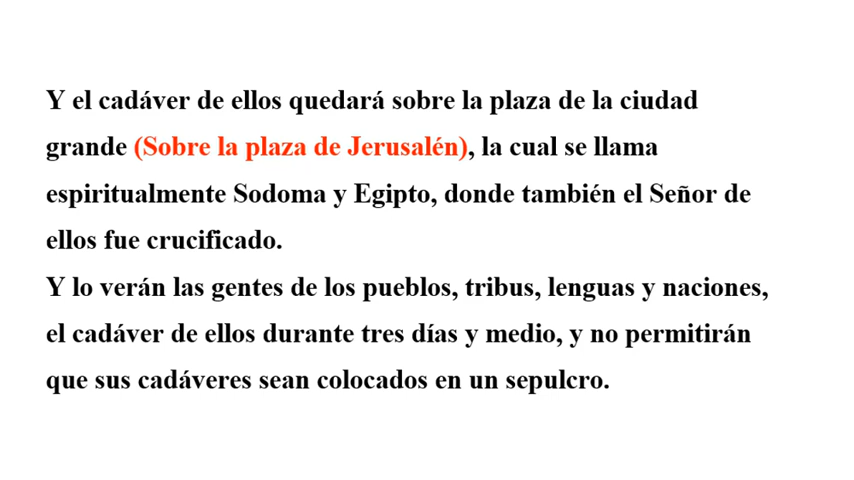 Y el cadáver de ellos quedará sobre la plaza de la ciudad
grande (Sobre la plaza de Jerusalén), la cual se llama
espiritualmente Sodoma y Egipto, donde también el Señor de
ellos fue crucificado.
Y lo verán las gentes de los pueblos, tribus, lenguas y naciones,
el cadáver de ellos durante tres días y medio, y no permitirán
que sus cadáveres sean colocados en un sepulcro.